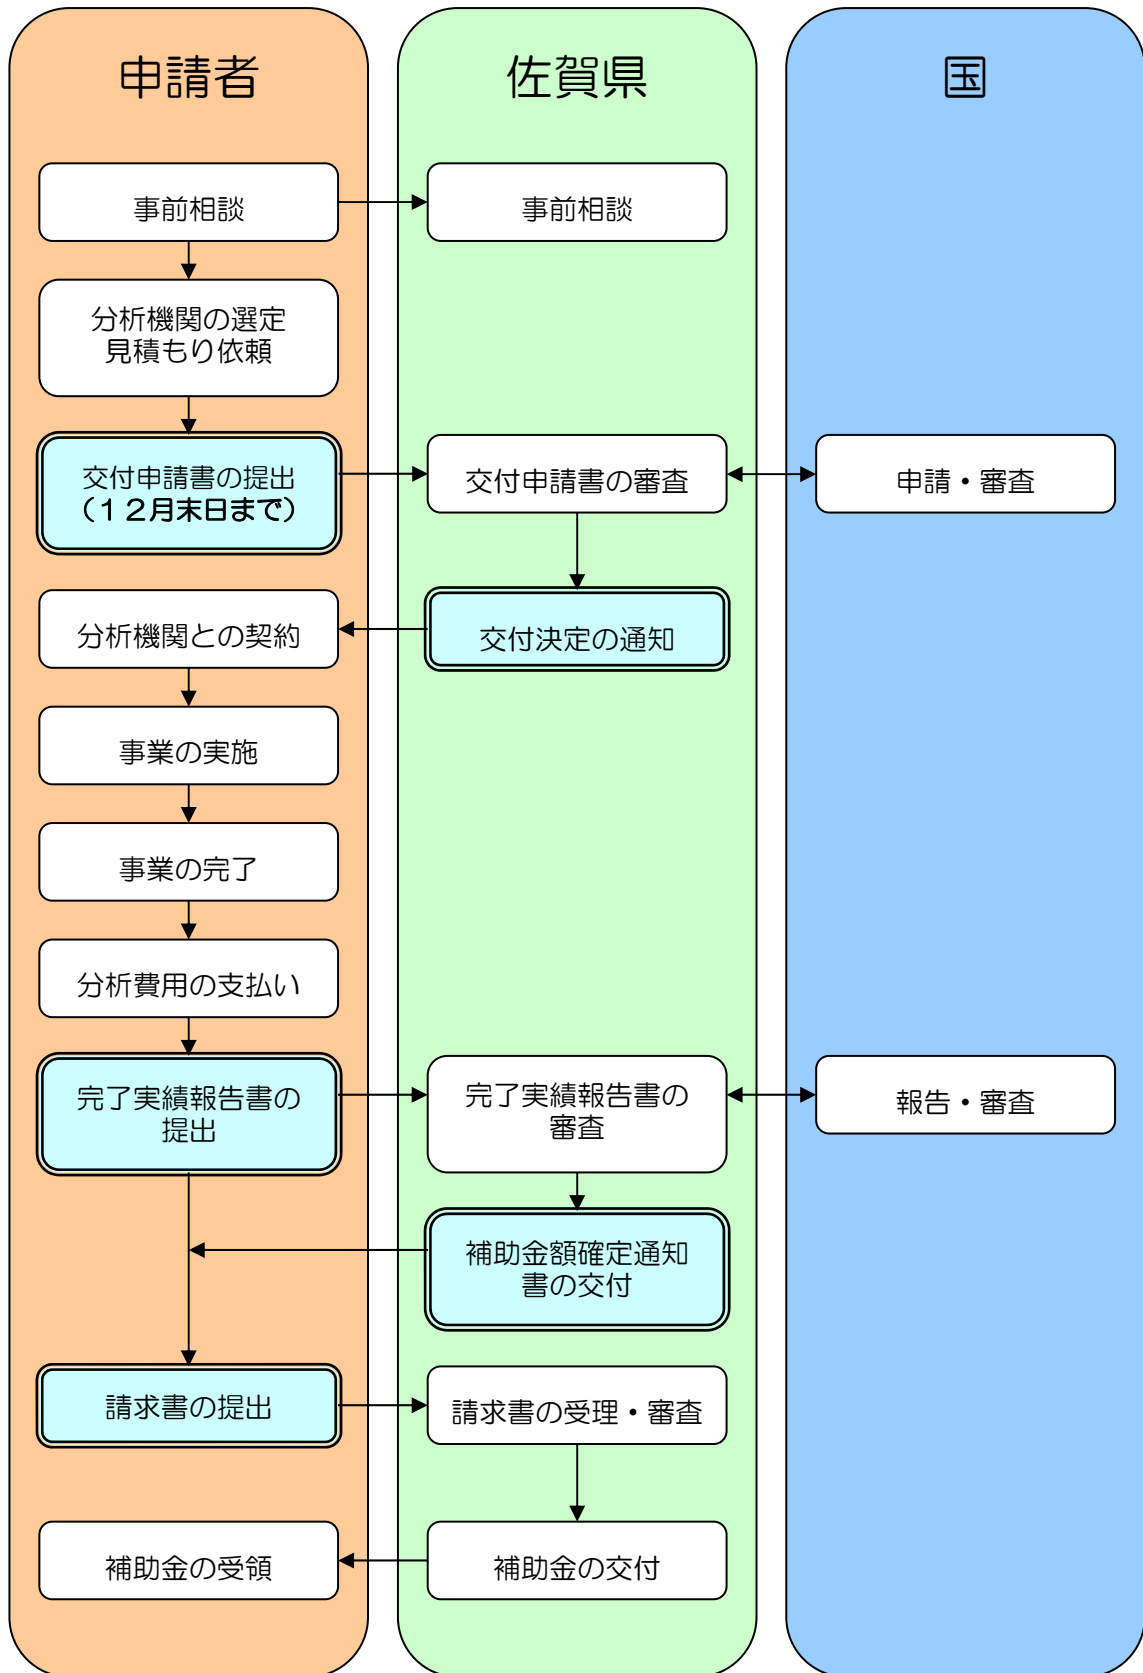 申請者
佐賀県
国
事前相談
事前相談
分析機関の選定
見積もり依頼
交付申請書の提出
（１２月末日まで）
交付申請書の審査
申請・審査
分析機関との契約
交付決定の通知
事業の実施
事業の完了
分析費用の支払い
完了実績報告書の
提出
完了実績報告書の
審査
報告・審査
補助金額確定通知
書の交付
請求書の提出
請求書の受理・審査
補助金の受領
補助金の交付